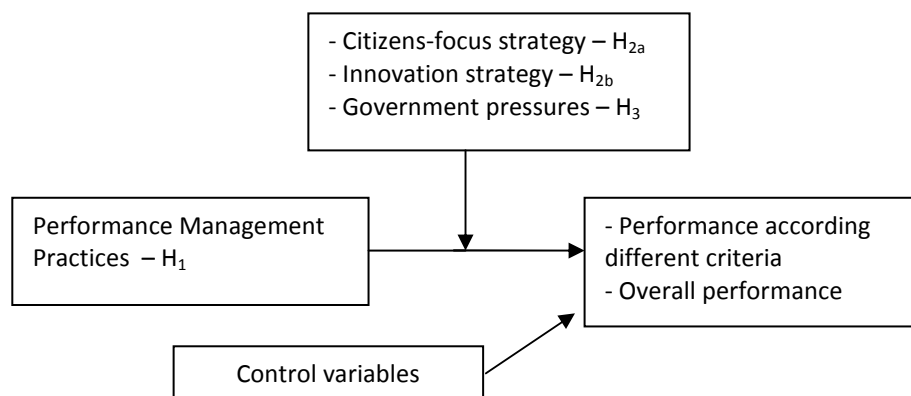 - Citizens-focus strategy – H2a
- Innovation strategy – H2b
- Government pressures – H3
Performance Management
Practices – H1
- Performance according
different criteria
- Overall performance
Control variables